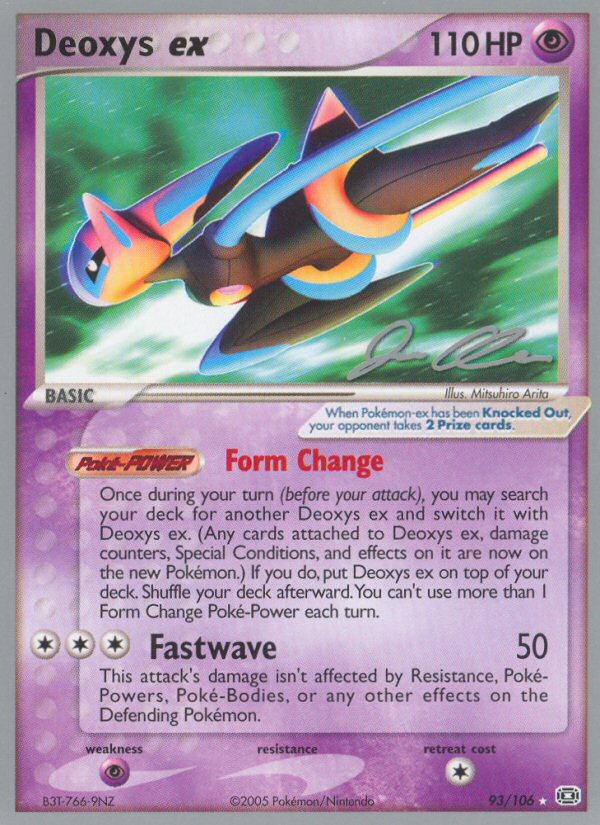 Deoxys ex 110 HP
BASIC
Illus. Mitsuhiro Arita
When Pokémon-ex has been Knocked Out,
your opponent takes 2 Prize cards.
Poké-POWER Form Change
Once during your turn (before your attack), you may search
your deck for another Deoxys ex and switch it with
Deoxys ex. (Any cards attached to Deoxys ex, damage
counters, Special Conditions, and effects on it are now on
the new Pokémon.) If you do, put Deoxys ex on top of your
deck. Shuffle your deck afterward. You can't use more than 1
Form Change Poké-Power each turn.
Fastwave 50
This attack's damage isn't affected by Resistance, Poké-
Powers, Poké-Bodies, or any other effects on the
Defending Pokémon.
weakness resistance retreat cost
B3T-766-9NZ ©2005 Pokémon/Nintendo 93/106